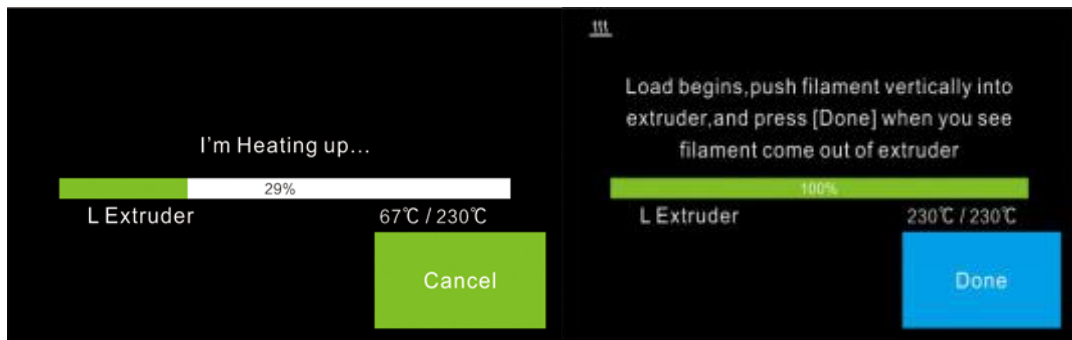 I'm Heating up...
29%
L Extruder
67℃ / 230℃
Cancel
Load begins,push filament vertically into
extruder,and press [Done] when you see
filament come out of extruder
100%
L Extruder
230℃ / 230℃
Done